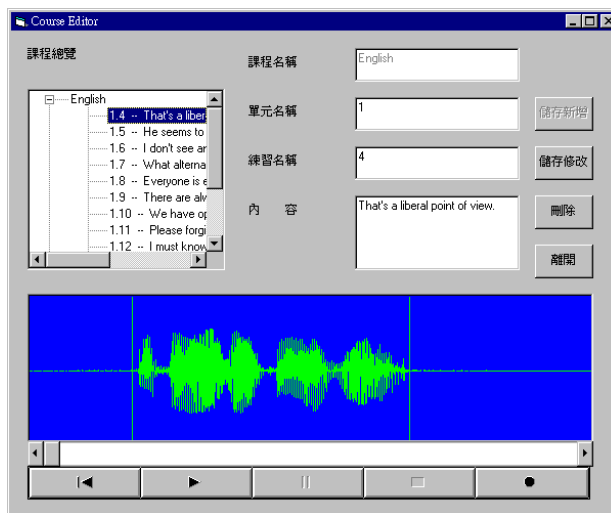 Course Editor
課程總覽
English
1.4 -- That's a liber
1.5 -- He seems to
1.6 -- I don't see an
1.7 -- What alterna
1.8 -- Everyone is e
1.9 -- There are alw
1.10 -- We have op
1.11 -- Please forgi
1.12 -- I must know
課程名稱
English
單元名稱
1
儲存新增
練習名稱
4
儲存修改
內 容
That's a liberal point of view.
刪除
離開